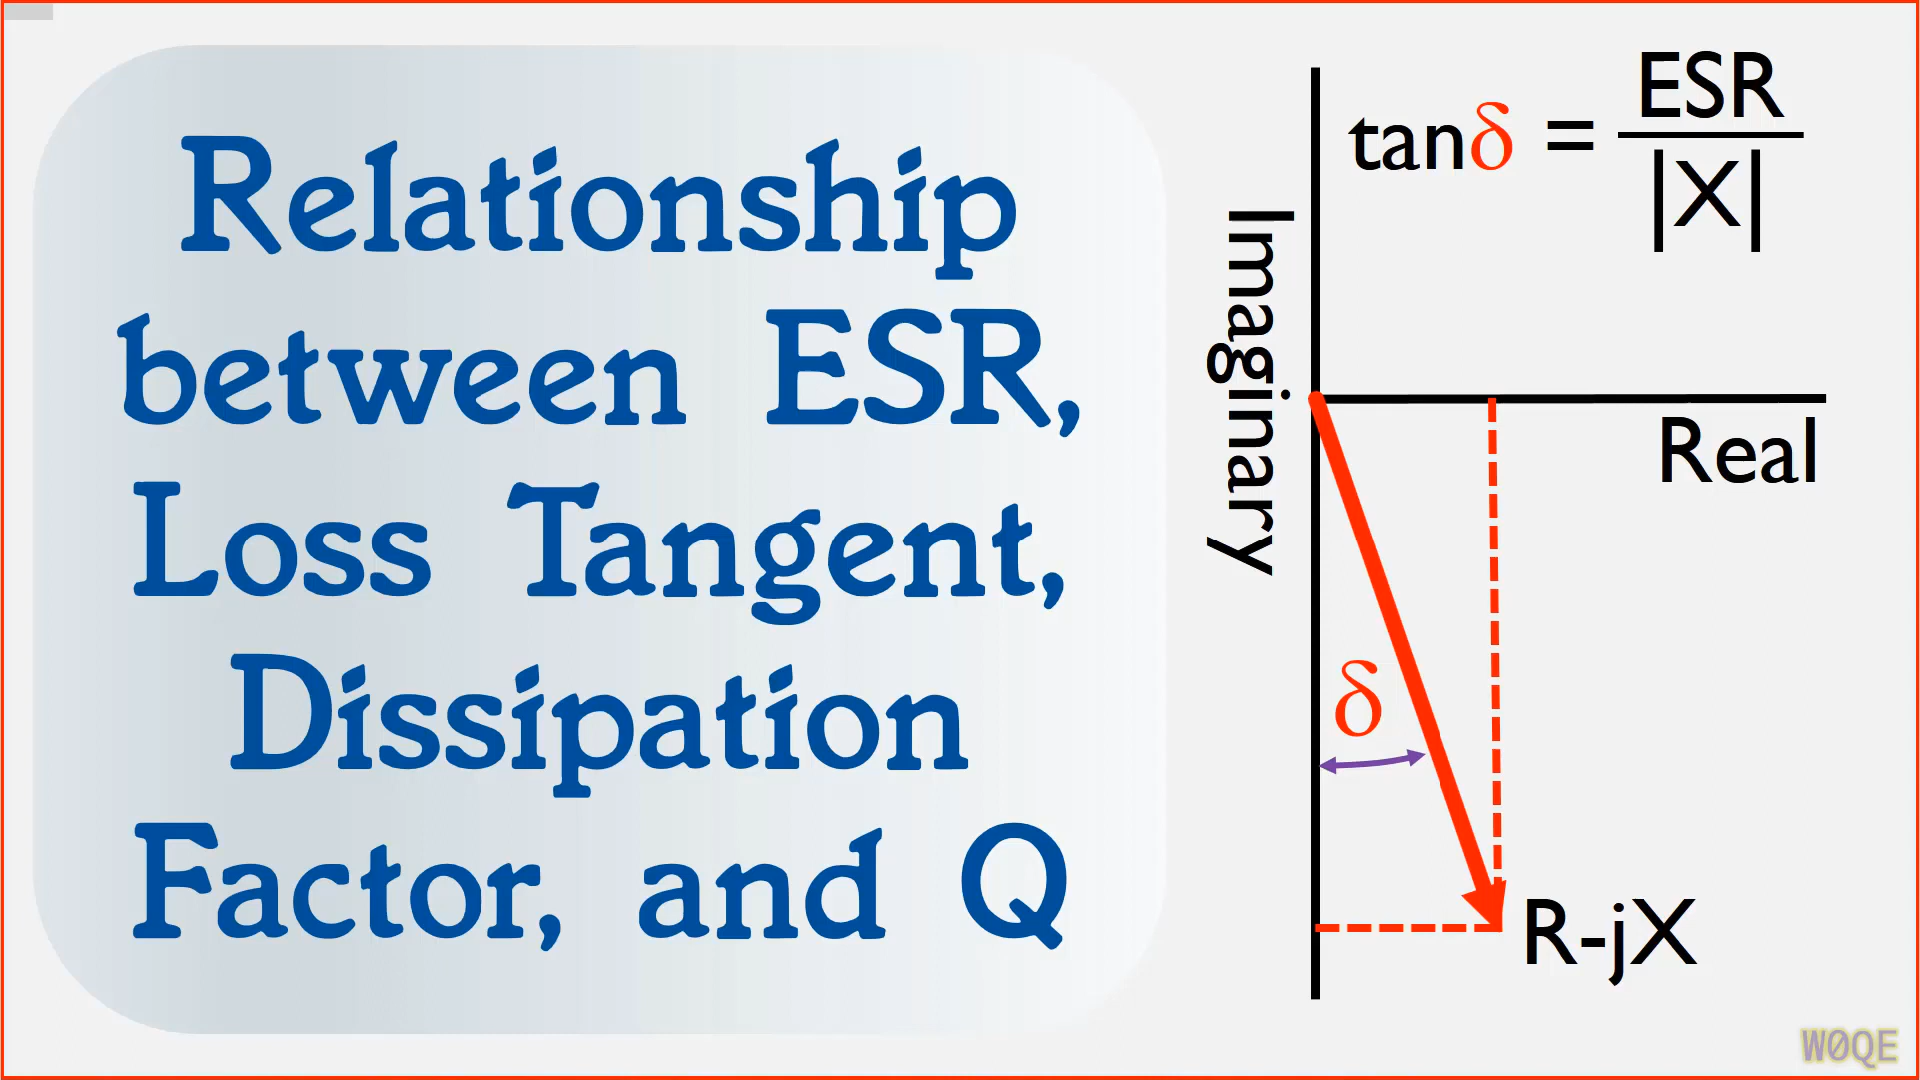 Relationship
between ESR,
Loss Tangent,
Dissipation
Factor, and Q
tanδ = ESR
|X|
Imaginary
Real
δ
R-jX
W0QE